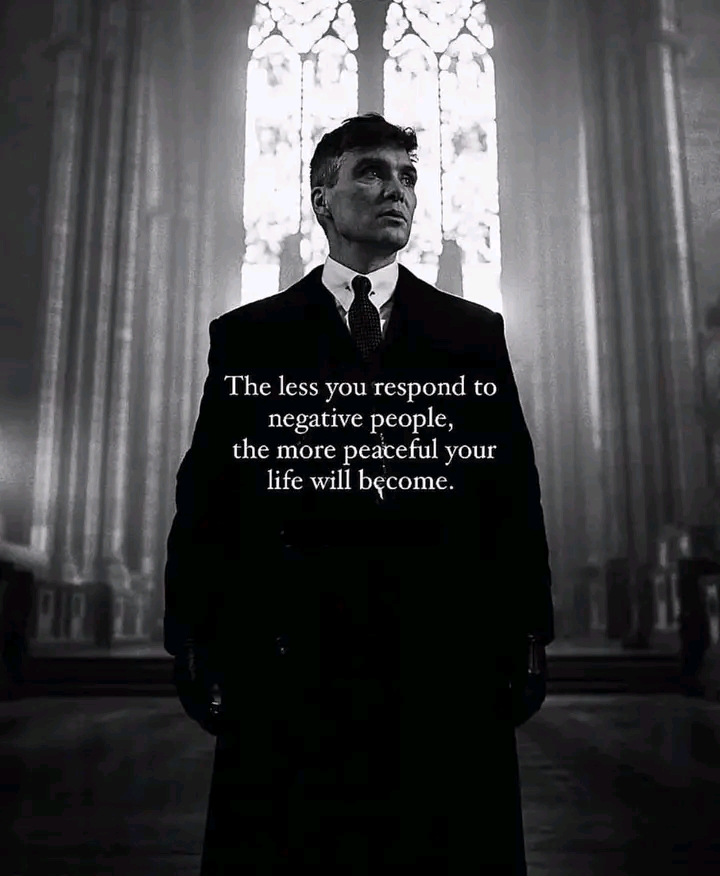 The less you respond to
negative people,
the more peaceful your
life will become.